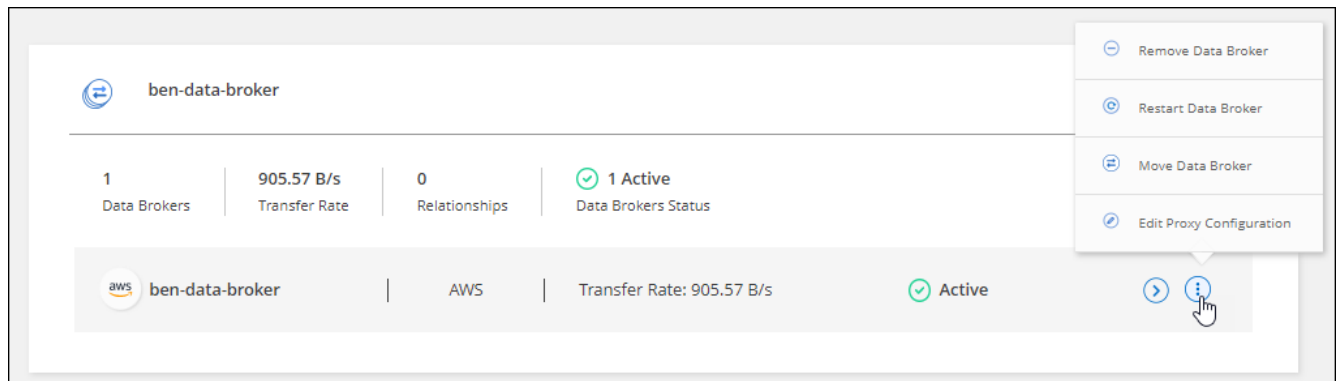 Remove Data Broker
Restart Data Broker
Move Data Broker
Edit Proxy Configuration
ben-data-broker
1
Data Brokers
905.57 B/s
Transfer Rate
0
Relationships
1 Active
Data Brokers Status
aws
ben-data-broker
AWS
Transfer Rate: 905.57 B/s
Active